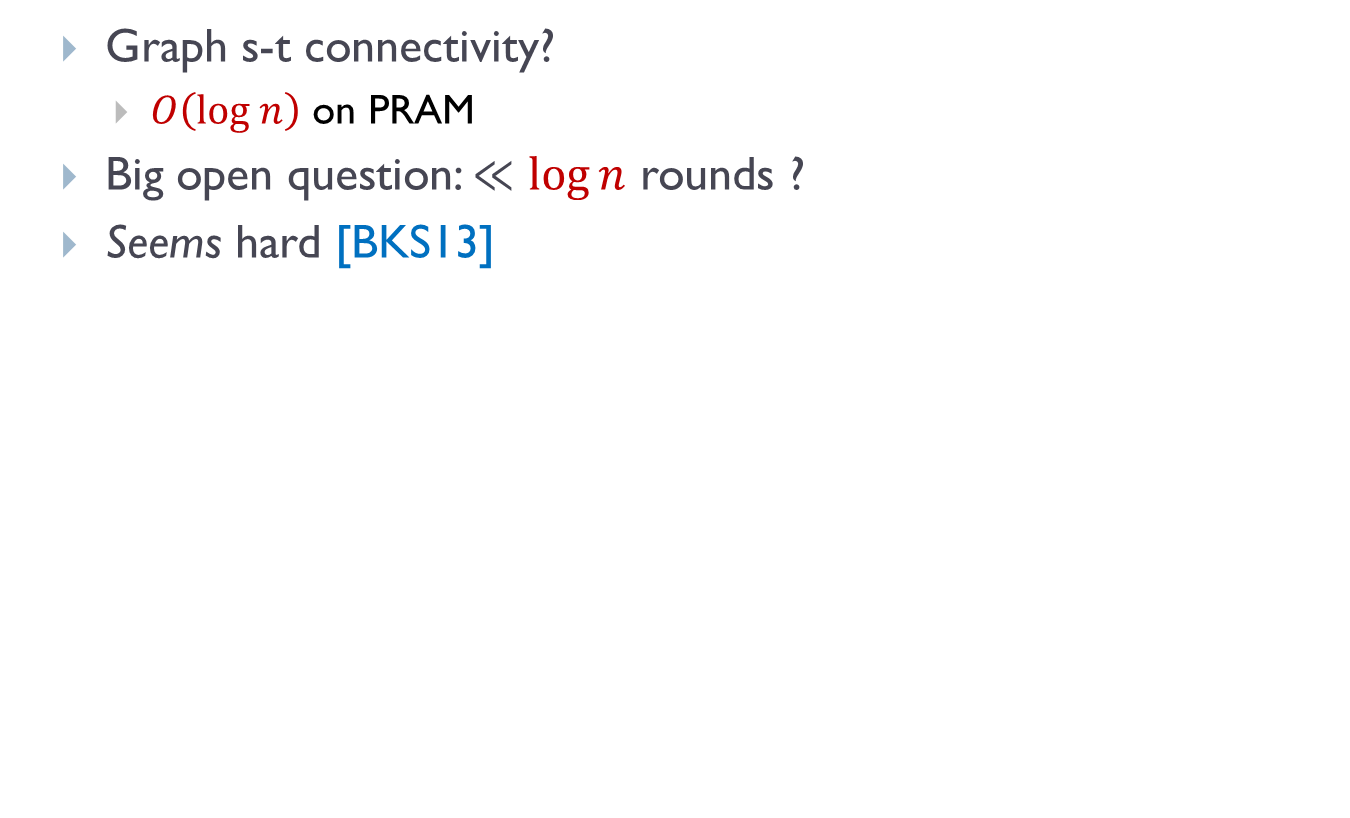 Graph s-t connectivity?
O(log n) on PRAM
Big open question: ≪ log n rounds ?
Seems hard [BKS13]